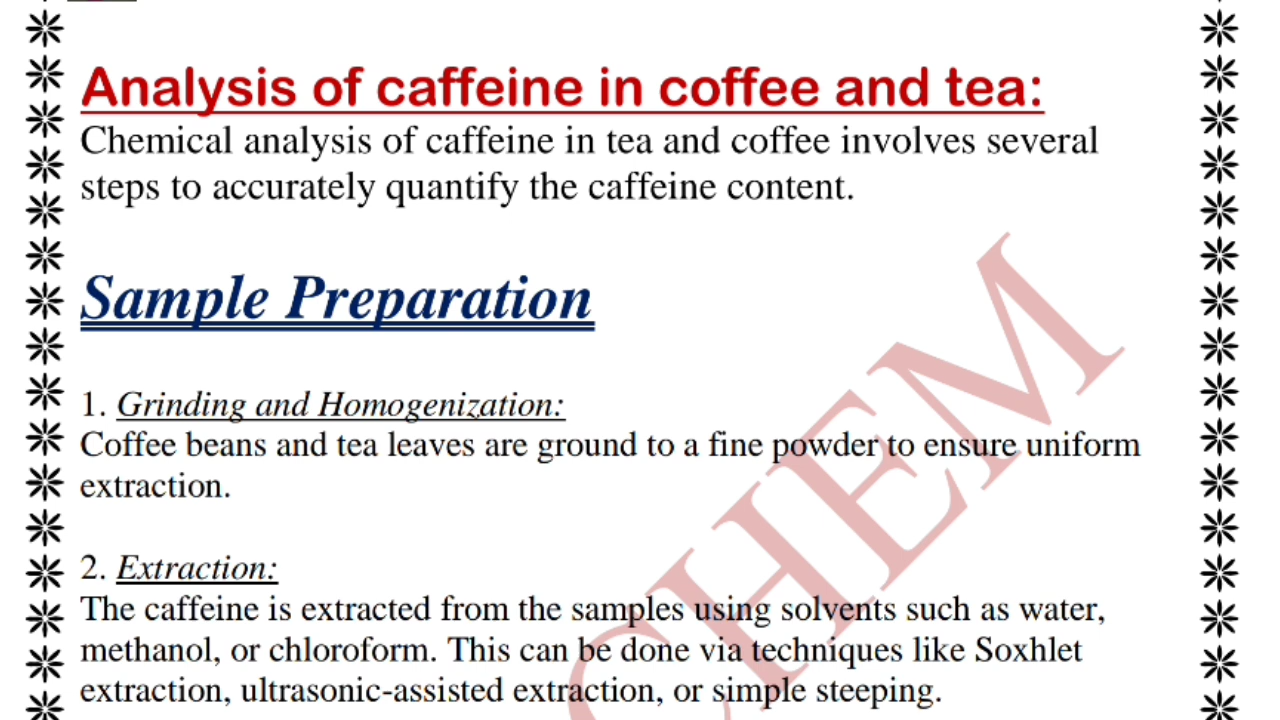 Analysis of caffeine in coffee and tea:
Chemical analysis of caffeine in tea and coffee involves several
steps to accurately quantify the caffeine content.
Sample Preparation
1. Grinding and Homogenization:
Coffee beans and tea leaves are ground to a fine powder to ensure uniform
extraction.
2. Extraction:
The caffeine is extracted from the samples using solvents such as water,
methanol, or chloroform. This can be done via techniques like Soxhlet
extraction, ultrasonic-assisted extraction, or simple steeping.
CHEM